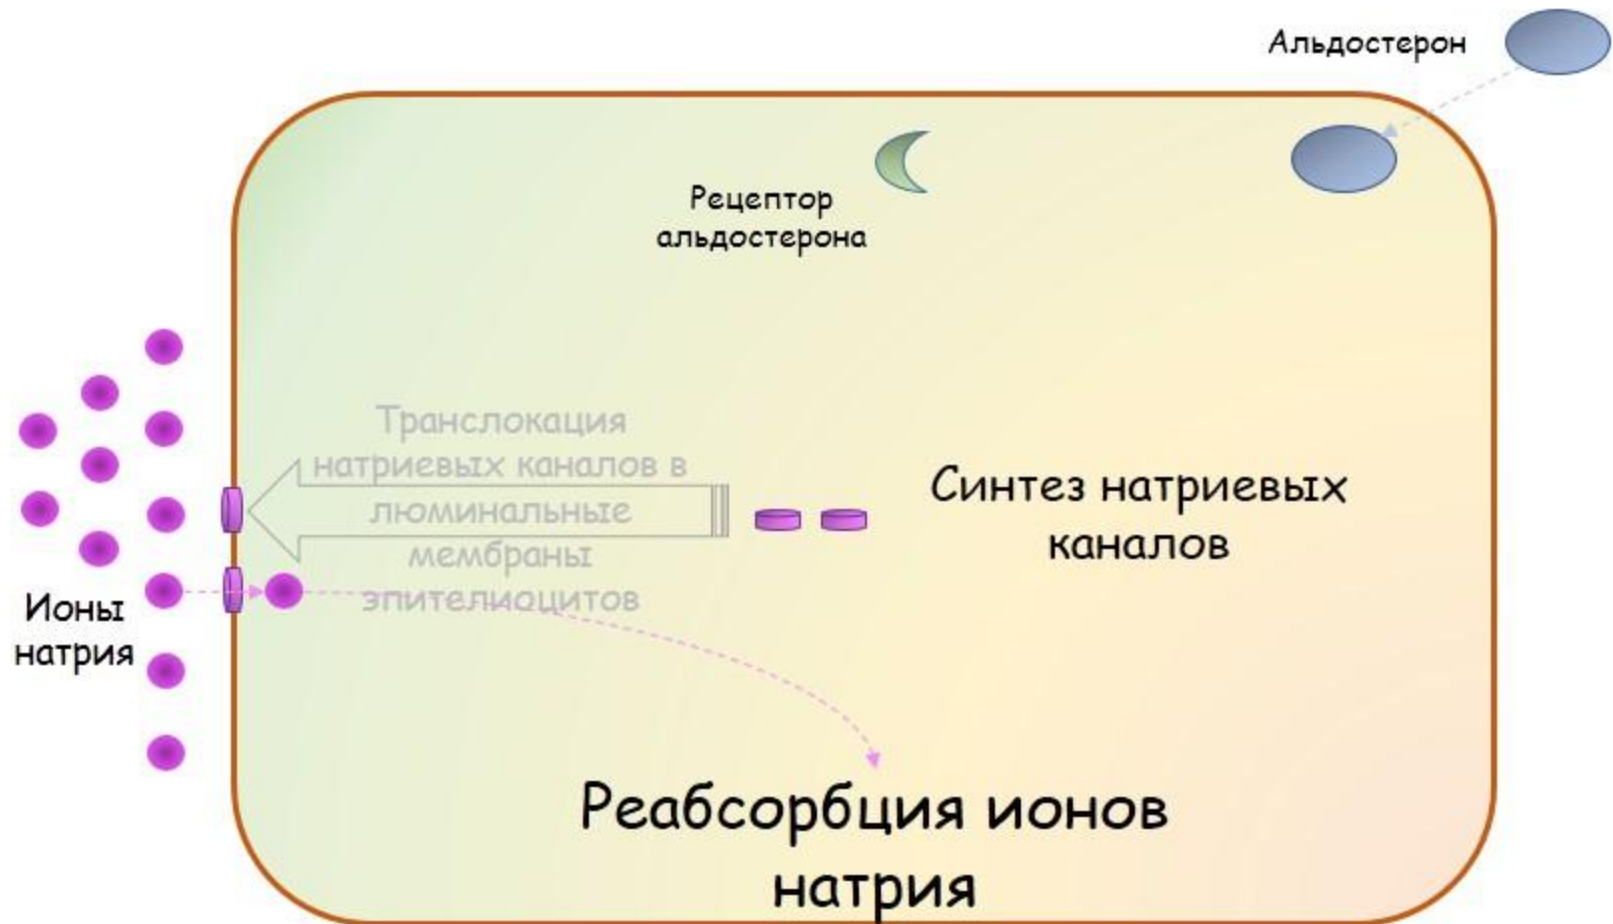 Альдостерон
Рецептор
альдостерона
Транслокация
натриевых каналов в
люминальные
мембраны
эпителиоцитов
Синтез натриевых
каналов
Ионы
натрия
Реабсорбция ионов
натрия